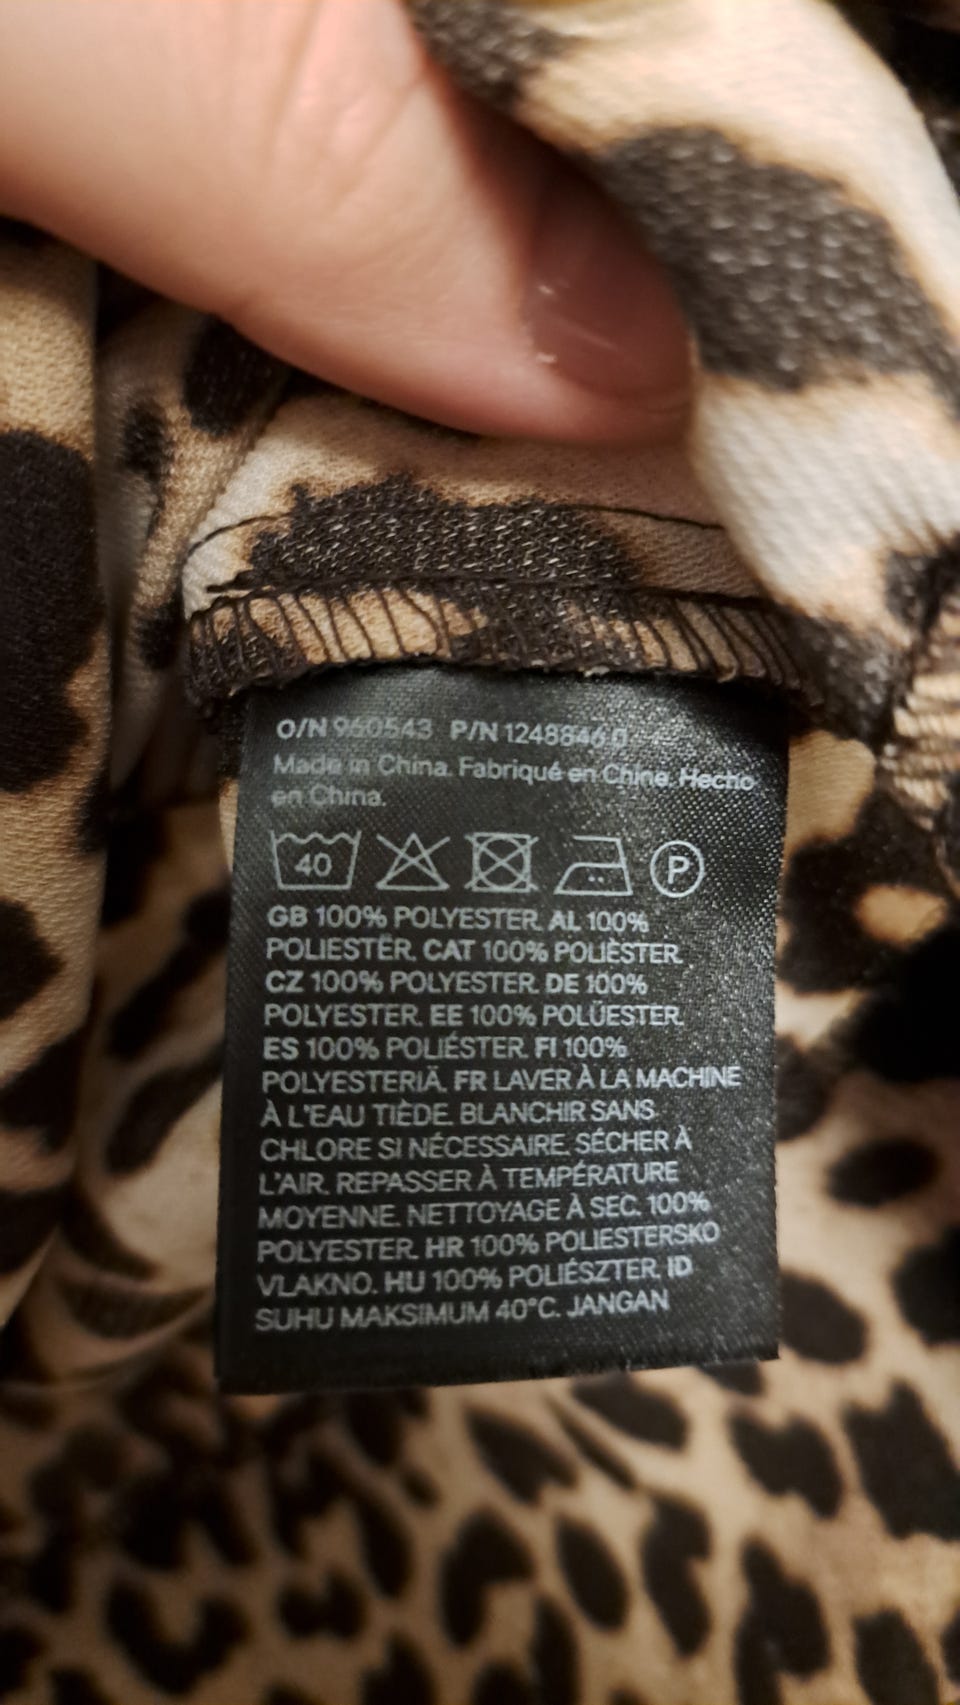 O/N 960543 P/N 1248846
Made in China. Fabriqué en Chine. Hecho
en China.
40 P
GB 100% POLYESTER. AL 100%
POLIESTËR. CAT 100% POLIÈSTER.
CZ 100% POLYESTER. DE 100%
POLYESTER. EE 100% POLÜESTER.
ES 100% POLIÉSTER. FI 100%
POLYESTERIÄ. FR LAVER À LA MACHINE
À L'EAU TIÈDE. BLANCHIR SANS
CHLORE SI NÉCESSAIRE. SÉCHER À
L'AIR. REPASSER À TEMPÉRATURE
MOYENNE. NETTOYAGE À SEC. 100%
POLYESTER. HR 100% POLIESTERSKO
VLAKNO. HU 100% POLIÉSZTER. ID
SUHU MAKSIMUM 40°C. JANGAN